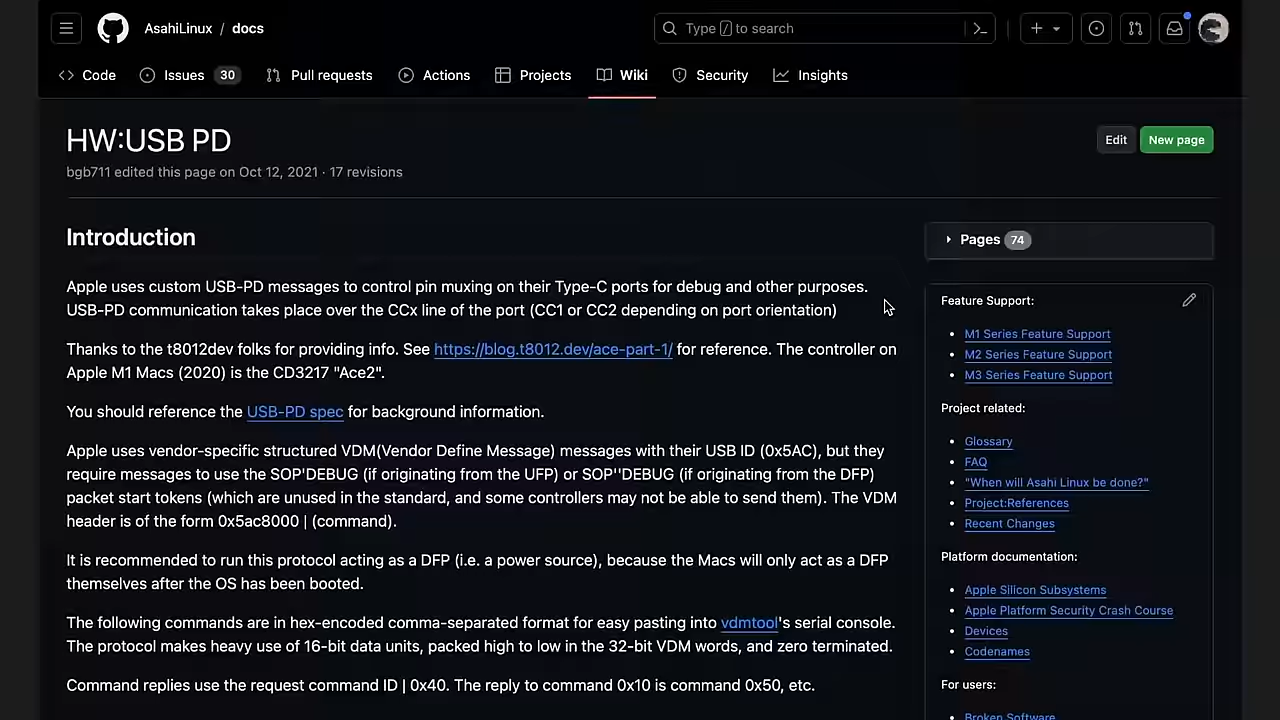 AsahiLinux / docs
Type / to search
Code
Issues 30
Pull requests
Actions
Projects
Wiki
Security
Insights
HW:USB PD
Edit
New page
bgb711 edited this page on Oct 12, 2021 · 17 revisions
Introduction
Apple uses custom USB-PD messages to control pin muxing on their Type-C ports for debug and other purposes.
USB-PD communication takes place over the CCx line of the port (CC1 or CC2 depending on port orientation)
Thanks to the t8012dev folks for providing info. See https://blog.t8012.dev/ace-part-1/ for reference. The controller on
Apple M1 Macs (2020) is the CD3217 "Ace2".
You should reference the USB-PD spec for background information.
Apple uses vendor-specific structured VDM(Vendor Define Message) messages with their USB ID (0x5AC), but they
require messages to use the SOP'DEBUG (if originating from the UFP) or SOP''DEBUG (if originating from the DFP)
packet start tokens (which are unused in the standard, and some controllers may not be able to send them). The VDM
header is of the form 0x5ac8000 | (command).
It is recommended to run this protocol acting as a DFP (i.e. a power source), because the Macs will only act as a DFP
themselves after the OS has been booted.
The following commands are in hex-encoded comma-separated format for easy pasting into vdmtool's serial console.
The protocol makes heavy use of 16-bit data units, packed high to low in the 32-bit VDM words, and zero terminated.
Command replies use the request command ID | 0x40. The reply to command 0x10 is command 0x50, etc.
Pages 74
Feature Support:
M1 Series Feature Support
M2 Series Feature Support
M3 Series Feature Support
Project related:
Glossary
FAQ
"When will Asahi Linux be done?"
Project:References
Recent Changes
Platform documentation:
Apple Silicon Subsystems
Apple Platform Security Crash Course
Devices
Codenames
For users:
Broken Software